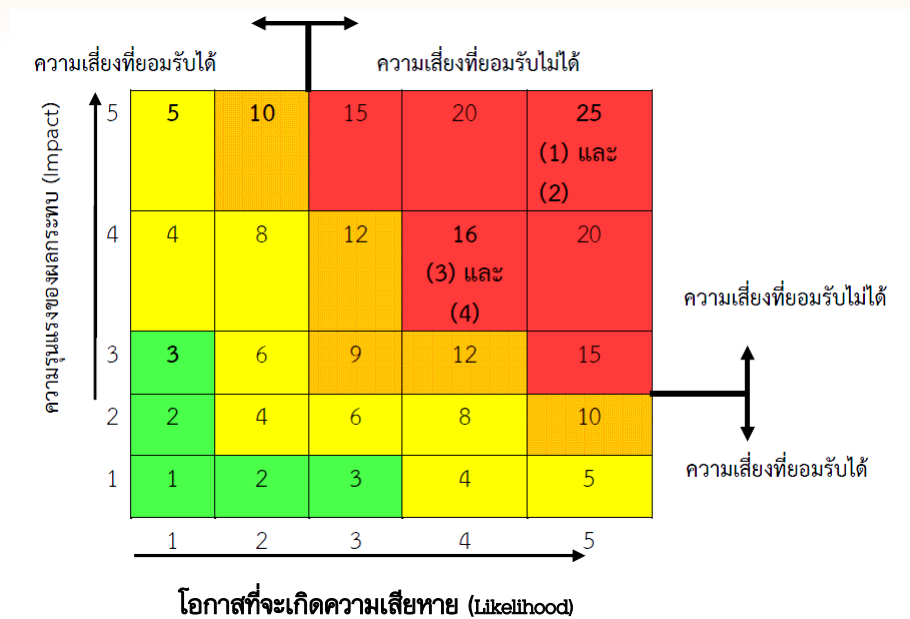 ความเสี่ยงที่ยอมรับได้
ความเสี่ยงที่ยอมรับไม่ได้
ความรุนแรงของผลกระทบ (Impact)
5 5 10 15 20 25
(1) และ
(2)
4 4 8 12 16 20
(3) และ
(4)
ความเสี่ยงที่ยอมรับไม่ได้
3 3 6 9 12 15
2 2 4 6 8 10
ความเสี่ยงที่ยอมรับได้
1 1 2 3 4 5
1 2 3 4 5
โอกาสที่จะเกิดความเสียหาย (Likelihood)